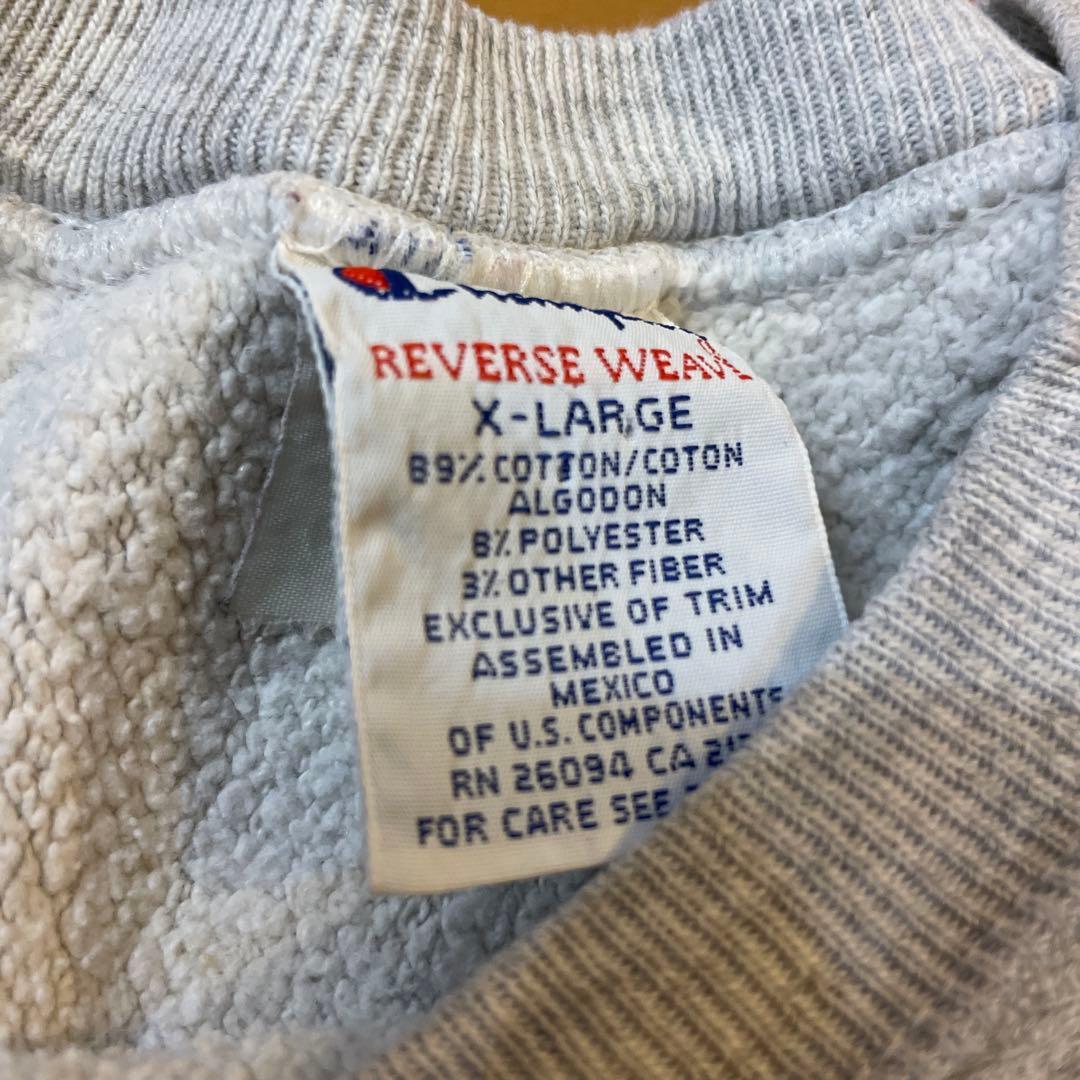 Champion
REVERSE WEAVE
X-LARGE
89% COTTON/COTON
ALGODON
8% POLYESTER
3% OTHER FIBER
EXCLUSIVE OF TRIM
ASSEMBLED IN
MEXICO
OF U.S. COMPONENTS
RN 26094 CA
FOR CARE SEE